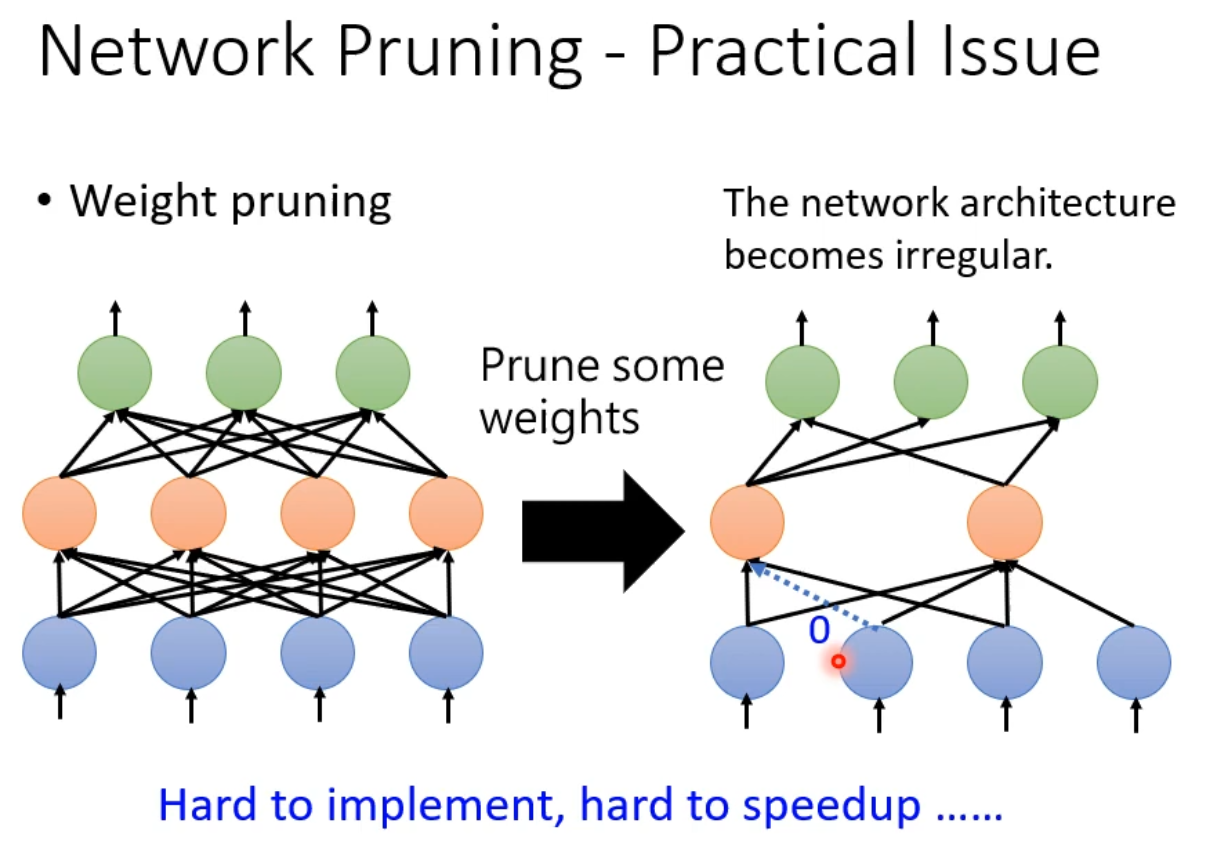 Network Pruning - Practical Issue
• Weight pruning
The network architecture
becomes irregular.
Prune some
weights
0
Hard to implement, hard to speedup ......